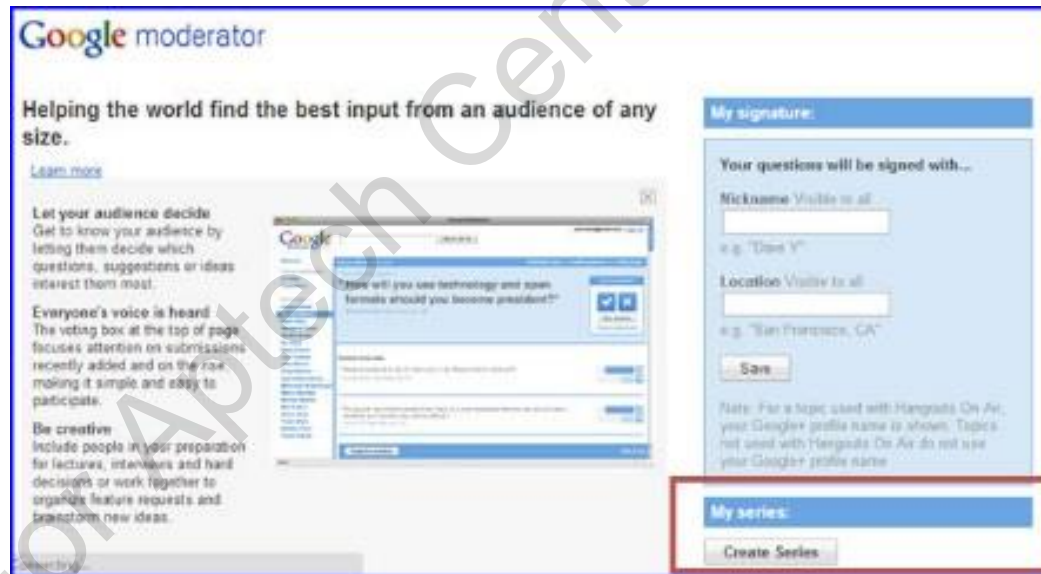 Google moderator
Helping the world find the best input from an audience of any
size.
Learn more
Let your audience decide
Get to know your audience by
letting them decide which
questions, suggestions or ideas
interest them most.
Everyone's voice is heard
The voting box at the top of page
focuses attention on submissions
recently added and on the rise,
making it simple and easy to
participate.
Be creative
Include people in your preparation
for lectures, interviews and hard
decisions or work together to
organize feature requests and
brainstorm new ideas.
Connecting...
Google
"How will you use technology and open
formats should you become president?"
My signature:
Your questions will be signed with...
Nickname Visible to all
e.g. "Dave V"
Location Visible to all
e.g. "San Francisco, CA"
Save
Note: For a topic used with Hangouts On Air,
your Google+ profile name is shown. Topics
not used with Hangouts On Air do not use
your Google+ profile name
My series:
Create Series
or Aptech Cen